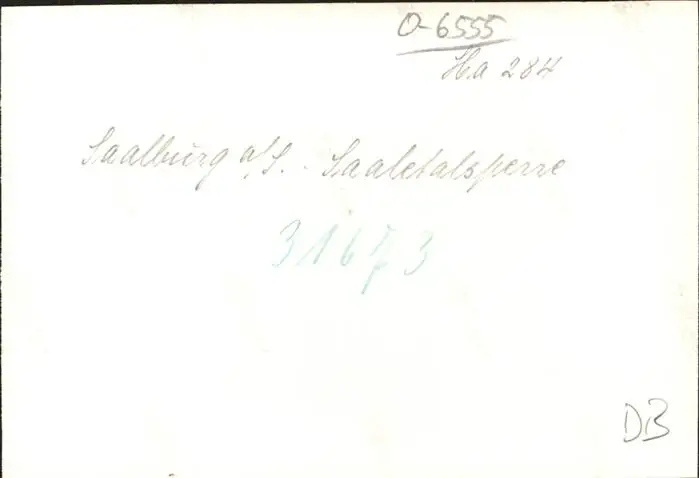 O-6555
Ha 284
Saalburg a/S. - Saaletalsperre
31673
DB